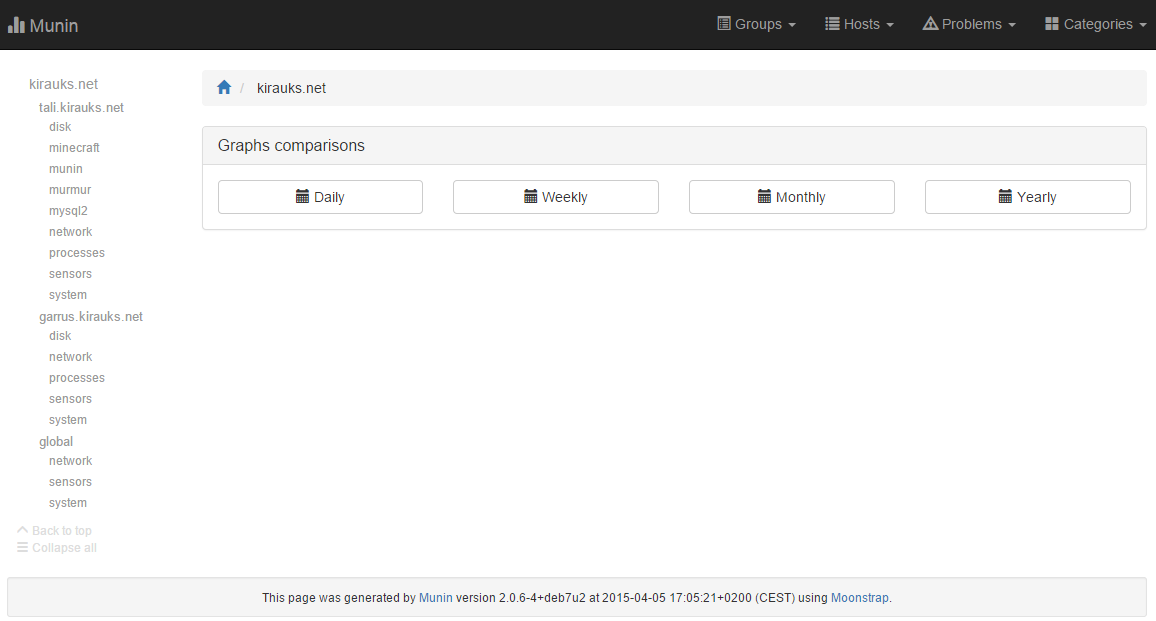 Munin
Groups
Hosts
Problems
Categories
kirauks.net
tali.kirauks.net
disk
minecraft
munin
murmur
mysql2
network
processes
sensors
system
garrus.kirauks.net
disk
network
processes
sensors
system
global
network
sensors
system
Back to top
Collapse all
/ kirauks.net
Graphs comparisons
Daily
Weekly
Monthly
Yearly
This page was generated by Munin version 2.0.6-4+deb7u2 at 2015-04-05 17:05:21+0200 (CEST) using Moonstrap.